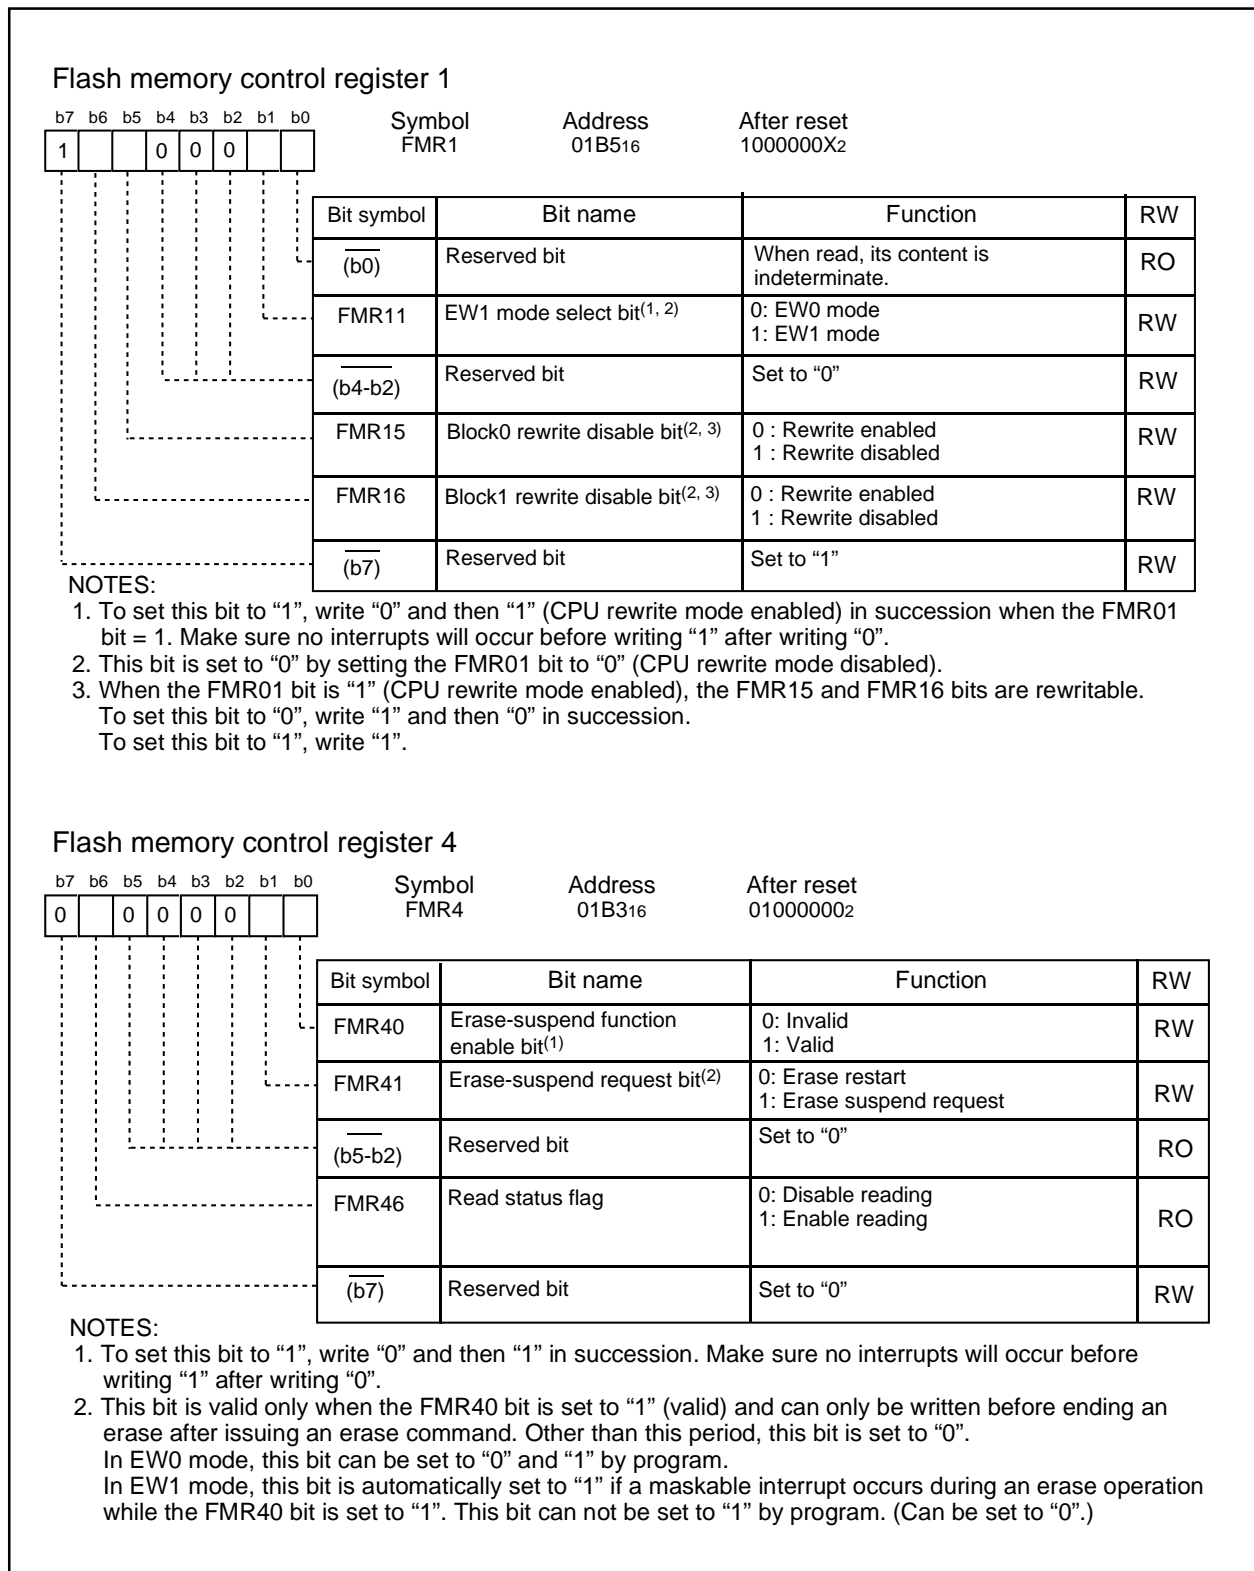 Flash memory control register 1
b7 b6 b5 b4 b3 b2 b1 b0
Symbol Address After reset
1 0 0 0 FMR1 01B516 1000000X2
Bit symbol Bit name Function RW
(b0) Reserved bit When read, its content is indeterminate. RO
FMR11 EW1 mode select bit(1, 2) 0: EW0 mode
1: EW1 mode RW
(b4-b2) Reserved bit Set to “0” RW
FMR15 Block0 rewrite disable bit(2, 3) 0 : Rewrite enabled
1 : Rewrite disabled RW
FMR16 Block1 rewrite disable bit(2, 3) 0 : Rewrite enabled
1 : Rewrite disabled RW
(b7) Reserved bit Set to “1” RW
NOTES:
1. To set this bit to “1”, write “0” and then “1” (CPU rewrite mode enabled) in succession when the FMR01
bit = 1. Make sure no interrupts will occur before writing “1” after writing “0”.
2. This bit is set to “0” by setting the FMR01 bit to “0” (CPU rewrite mode disabled).
3. When the FMR01 bit is “1” (CPU rewrite mode enabled), the FMR15 and FMR16 bits are rewritable.
To set this bit to “0”, write “1” and then “0” in succession.
To set this bit to “1”, write “1”.
Flash memory control register 4
b7 b6 b5 b4 b3 b2 b1 b0
Symbol Address After reset
0 0 0 0 0 FMR4 01B316 010000002
Bit symbol Bit name Function RW
FMR40 Erase-suspend function
enable bit(1) 0: Invalid
1: Valid RW
FMR41 Erase-suspend request bit(2) 0: Erase restart
1: Erase suspend request RW
(b5-b2) Reserved bit Set to “0” RO
FMR46 Read status flag 0: Disable reading
1: Enable reading RO
(b7) Reserved bit Set to “0” RW
NOTES:
1. To set this bit to “1”, write “0” and then “1” in succession. Make sure no interrupts will occur before
writing “1” after writing “0”.
2. This bit is valid only when the FMR40 bit is set to “1” (valid) and can only be written before ending an
erase after issuing an erase command. Other than this period, this bit is set to “0”.
In EW0 mode, this bit can be set to “0” and “1” by program.
In EW1 mode, this bit is automatically set to “1” if a maskable interrupt occurs during an erase operation
while the FMR40 bit is set to “1”. This bit can not be set to “1” by program. (Can be set to “0”.)